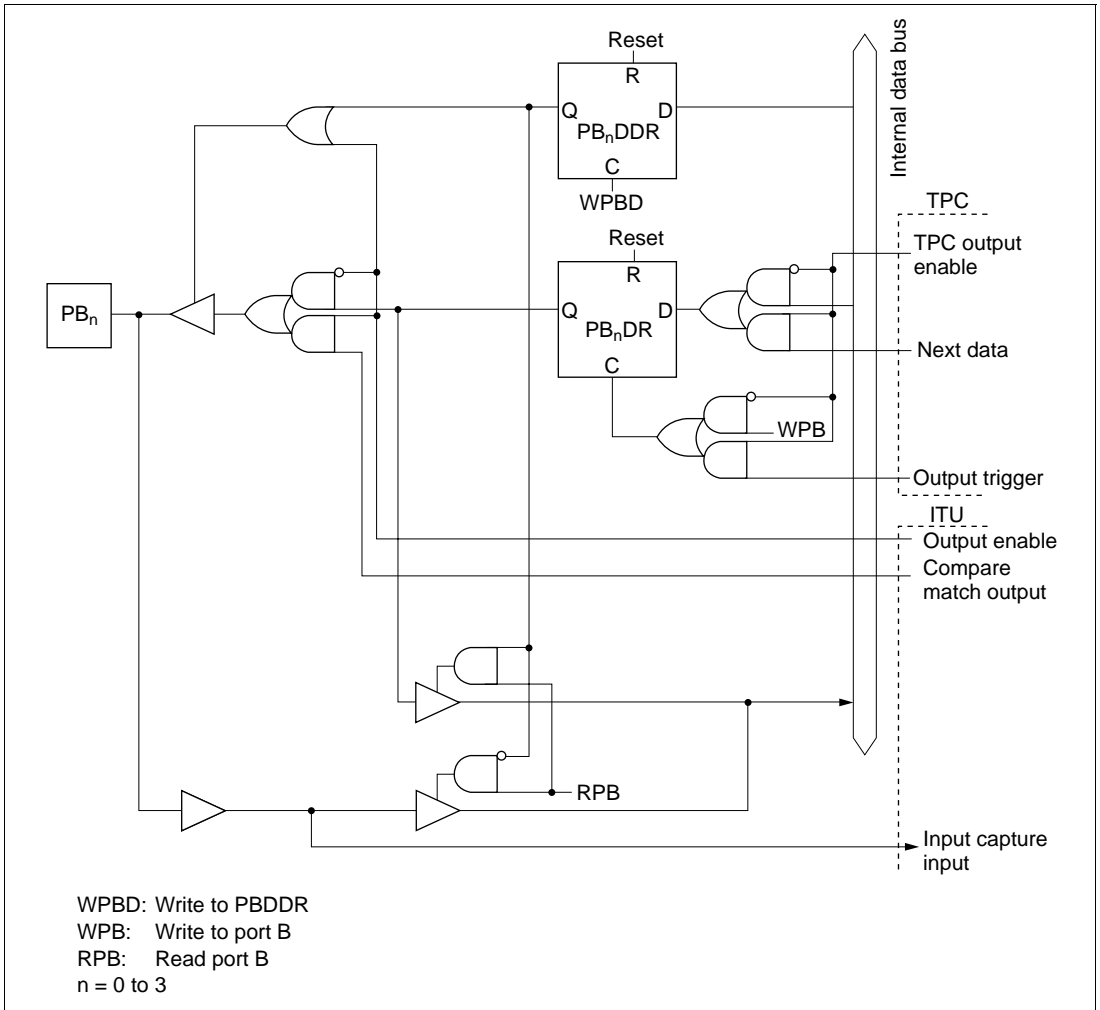 Reset
R
Q
D
PBnDDR
C
WPBD
Internal data bus
TPC
TPC output
enable
Reset
R
Q
D
PBnDR
C
PBn
Next data
WPB
Output trigger
ITU
Output enable
Compare
match output
RPB
Input capture
input
WPBD: Write to PBDDR
WPB: Write to port B
RPB: Read port B
n = 0 to 3